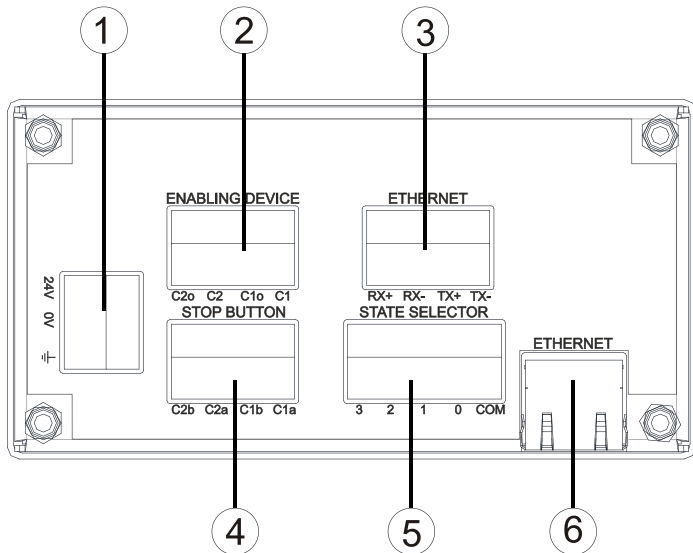 1 2 3
ENABLING DEVICE ETHERNET
C2o C2 C1o C1 RX+ RX- TX+ TX-
24V 0V
STOP BUTTON STATE SELECTOR
ETHERNET
C2b C2a C1b C1a 3 2 1 0 COM
4 5 6